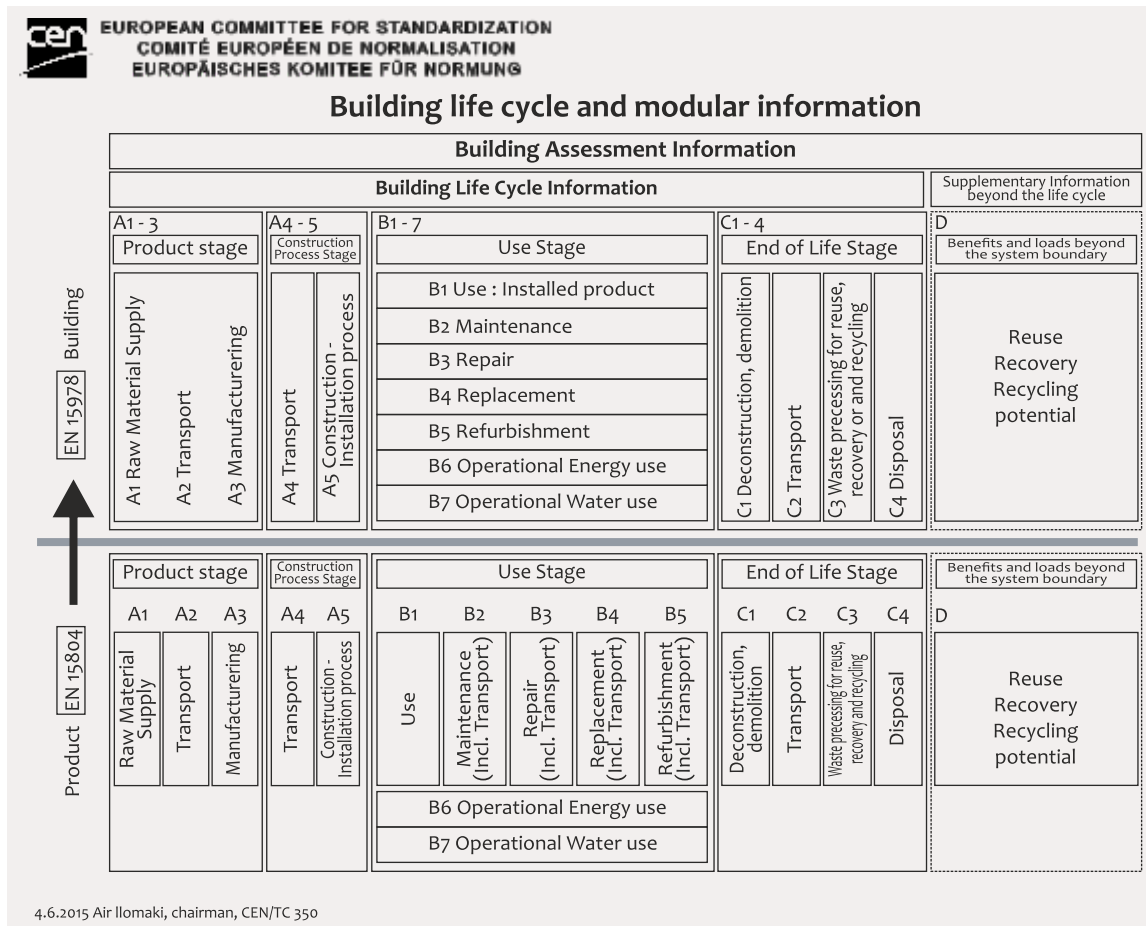 cen
EUROPEAN COMMITTEE FOR STANDARDIZATION
COMITÉ EUROPÉEN DE NORMALISATION
EUROPÄISCHES KOMITEE FÜR NORMUNG
Building life cycle and modular information
Building Assessment Information
Building Life Cycle Information
Supplementary Information
beyond the life cycle
A1 - 3
Product stage
A1 Raw Material Supply
A2 Transport
A3 Manufacturering
A4 - 5
Construction
Process Stage
A4 Transport
A5 Construction -
Installation process
B1 - 7
Use Stage
B1 Use : Installed product
B2 Maintenance
B3 Repair
B4 Replacement
B5 Refurbishment
B6 Operational Energy use
B7 Operational Water use
C1 - 4
End of Life Stage
C1 Deconstruction, demolition
C2 Transport
C3 Waste precessing for reuse,
recovery or and recycling
C4 Disposal
D
Benefits and loads beyond
the system boundary
Reuse
Recovery
Recycling
potential
EN 15978 Building
Product EN 15804
Product stage
A1
A2
A3
Raw Material
Supply
Transport
Manufacturering
Construction
Process Stage
A4
A5
Transport
Construction -
Installation process
Use Stage
B1
B2
B3
B4
B5
Use
Maintenance
(Incl. Transport)
Repair
(Incl. Transport)
Replacement
(Incl. Transport)
Refurbishment
(Incl. Transport)
B6 Operational Energy use
B7 Operational Water use
End of Life Stage
C1
C2
C3
C4
Deconstruction,
demolition
Transport
Waste precessing for reuse,
recovery and recycling
Disposal
Benefits and loads beyond
the system boundary
D
Reuse
Recovery
Recycling
potential
4.6.2015 Air llomaki, chairman, CEN/TC 350